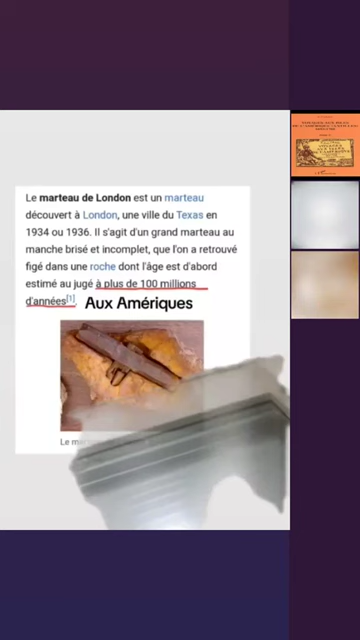 Le marteau de London est un marteau
découvert à London, une ville du Texas en
1934 ou 1936. Il s'agit d'un grand marteau au
manche brisé et incomplet, que l'on a retrouvé
figé dans une roche dont l'âge est d'abord
estimé au jugé à plus de 100 millions
d'années[1].
Aux Amériques
Le